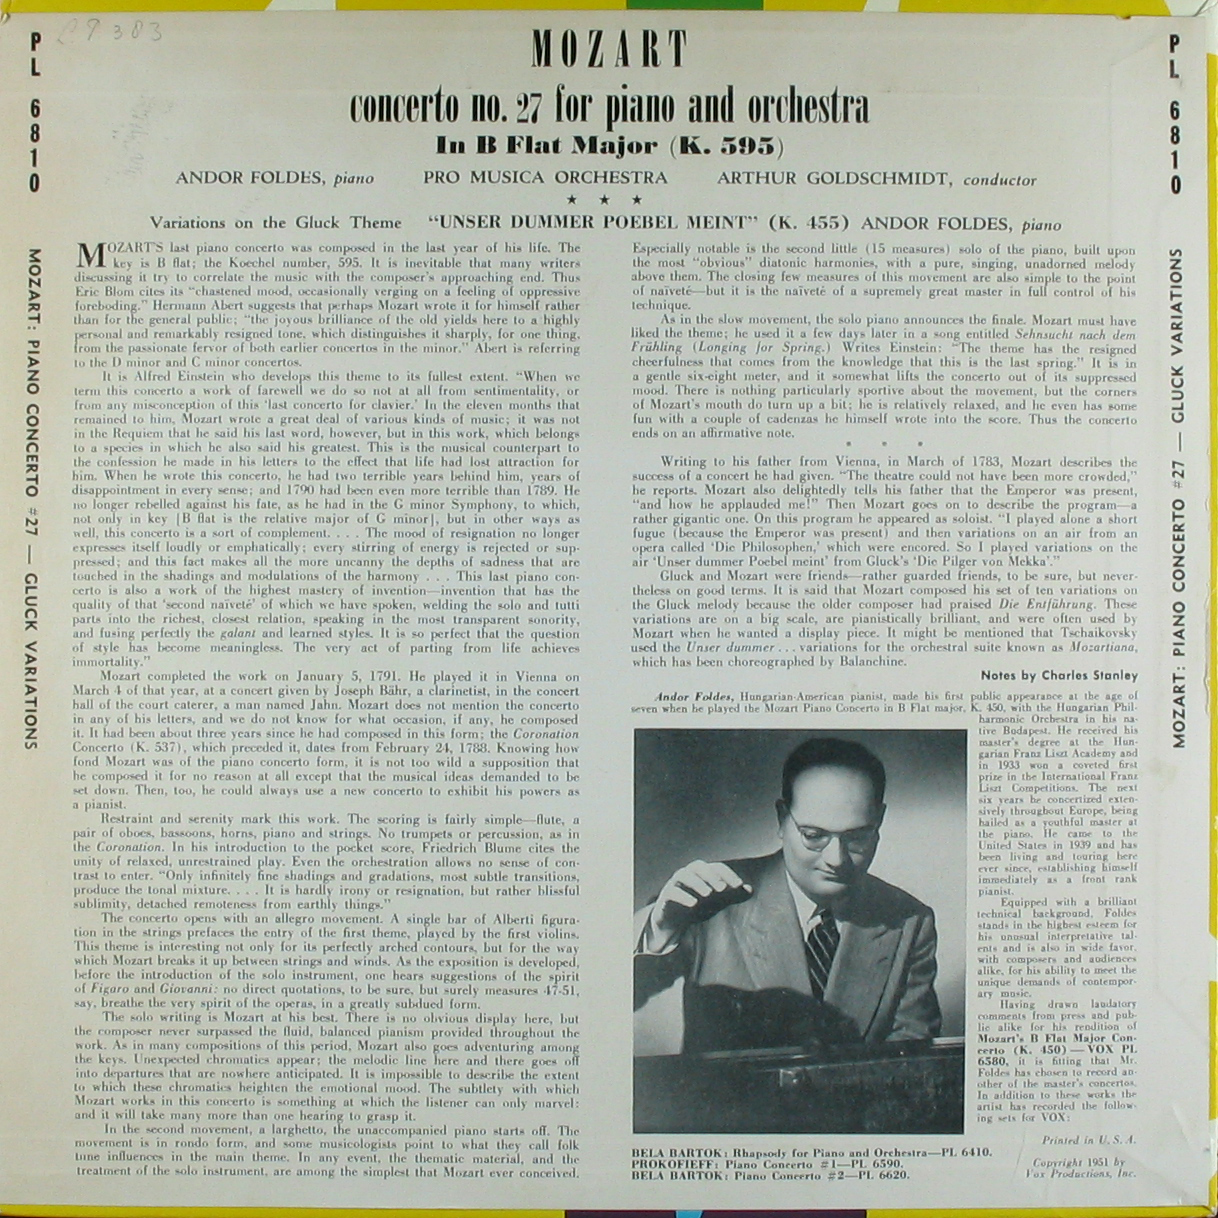 PL 6810
MOZART: PIANO CONCERTO #27 — GLUCK VARIATIONS
MOZART
concerto no. 27 for piano and orchestra
In B Flat Major (K. 595)
ANDOR FOLDES, piano PRO MUSICA ORCHESTRA ARTHUR GOLDSCHMIDT, conductor
★ ★ ★
Variations on the Gluck Theme “UNSER DUMMER POEBEL MEINT” (K. 455) ANDOR FOLDES, piano
MOZART'S last piano concerto was composed in the last year of his life. The
key is B flat; the Koechel number, 595. It is inevitable that many writers
discussing it try to correlate the music with the composer's approaching end. Thus
Eric Blom cites its “chastened mood, occasionally verging on a feeling of oppressive
foreboding.” Hermann Abert suggests that perhaps Mozart wrote it for himself rather
than for the general public; “the joyous brilliance of the old yields here to a highly
personal and remarkably resigned tone, which distinguishes it sharply, for one thing,
from the passionate fervor of both earlier concertos in the minor.” Abert is referring
to the D minor and C minor concertos.
It is Alfred Einstein who develops this theme to its fullest extent. “When we
term this concerto a work of farewell we do so not at all from sentimentality, or
from any misconception of this ‘last concerto for clavier.’ In the eleven months that
remained to him, Mozart wrote a great deal of various kinds of music; it was not
in the Requiem that he said his last word, however, but in this work, which belongs
to a species in which he also said his greatest. This is the musical counterpart to
the confession he made in his letters to the effect that life had lost attraction for
him. When he wrote this concerto, he had two terrible years behind him, years of
disappointment in every sense; and 1790 had been even more terrible than 1789. He
no longer rebelled against his fate, as he had in the G minor Symphony, to which,
not only in key [B flat is the relative major of G minor], but in other ways as
well, this concerto is a sort of complement. . . . The mood of resignation no longer
expresses itself loudly or emphatically; every stirring of energy is rejected or sup-
pressed; and this fact makes all the more uncanny the depths of sadness that are
touched in the shadings and modulations of the harmony . . . This last piano con-
certo is also a work of the highest mastery of invention—invention that has the
quality of that ‘second naïveté’ of which we have spoken, welding the solo and tutti
parts into the richest, closest relation, speaking in the most transparent sonority,
and fusing perfectly the galant and learned styles. It is so perfect that the question
of style has become meaningless. The very act of parting from life achieves
immortality.”
Mozart completed the work on January 5, 1791. He played it in Vienna on
March 4 of that year, at a concert given by Joseph Bähr, a clarinetist, in the concert
hall of the court caterer, a man named Jahn. Mozart does not mention the concerto
in any of his letters, and we do not know for what occasion, if any, he composed
it. It had been about three years since he had composed in this form; the Coronation
Concerto (K. 537), which preceded it, dates from February 24, 1788. Knowing how
fond Mozart was of the piano concerto form, it is not too wild a supposition that
he composed it for no reason at all except that the musical ideas demanded to be
set down. Then, too, he could always use a new concerto to exhibit his powers as
a pianist.
Restraint and serenity mark this work. The scoring is fairly simple—flute, a
pair of oboes, bassoons, horns, piano and strings. No trumpets or percussion, as in
the Coronation. In his introduction to the pocket score, Friedrich Blume cites the
unity of relaxed, unrestrained play. Even the orchestration allows no sense of con-
trast to enter. “Only infinitely fine shadings and gradations, most subtle transitions,
produce the tonal mixture. . . . It is hardly irony or resignation, but rather blissful
sublimity, detached remoteness from earthly things.”
The concerto opens with an allegro movement. A single bar of Alberti figura-
tion in the strings prefaces the entry of the first theme, played by the first violins.
This theme is interesting not only for its perfectly arched contours, but for the way
which Mozart breaks it up between strings and winds. As the exposition is developed,
before the introduction of the solo instrument, one hears suggestions of the spirit
of Figaro and Giovanni: no direct quotations, to be sure, but surely measures 47-51,
say, breathe the very spirit of the operas, in a greatly subdued form.
The solo writing is Mozart at his best. There is no obvious display here, but
the composer never surpassed the fluid, balanced pianism provided throughout the
work. As in many compositions of this period, Mozart also goes adventuring among
the keys. Unexpected chromatics appear; the melodic line here and there goes off
into departures that are nowhere anticipated. It is impossible to describe the extent
to which these chromatics heighten the emotional mood. The subtlety with which
Mozart works in this concerto is something at which the listener can only marvel:
and it will take many more than one hearing to grasp it.
In the second movement, a larghetto, the unaccompanied piano starts off. The
movement is in rondo form, and some musicologists point to what they call folk
tune influences in the main theme. In any event, the thematic material, and the
treatment of the solo instrument, are among the simplest that Mozart ever conceived.
Especially notable is the second little (15 measures) solo of the piano, built upon
the most “obvious” diatonic harmonies, with a pure, singing, unadorned melody
above them. The closing few measures of this movement are also simple to the point
of naïveté—but it is the naïveté of a supremely great master in full control of his
technique.
As in the slow movement, the solo piano announces the finale. Mozart must have
liked the theme; he used it a few days later in a song entitled Sehnsucht nach dem
Frühling (Longing for Spring.) Writes Einstein: “The theme has the resigned
cheerfulness that comes from the knowledge that this is the last spring.” It is in
a gentle six-eight meter, and it somewhat lifts the concerto out of its suppressed
mood. There is nothing particularly sportive about the movement, but the corners
of Mozart's mouth do turn up a bit; he is relatively relaxed, and he even has some
fun with a couple of cadenzas he himself wrote into the score. Thus the concerto
ends on an affirmative note.
* * *
Writing to his father from Vienna, in March of 1783, Mozart describes the
success of a concert he had given. “The theatre could not have been more crowded,”
he reports. Mozart also delightedly tells his father that the Emperor was present,
“and how he applauded me!” Then Mozart goes on to describe the program—a
rather gigantic one. On this program he appeared as soloist. “I played alone a short
fugue (because the Emperor was present) and then variations on an air from an
opera called ‘Die Philosophen,’ which were encored. So I played variations on the
air ‘Unser dummer Poebel meint’ from Gluck's ‘Die Pilger von Mekka’.”
Gluck and Mozart were friends—rather guarded friends, to be sure, but never-
theless on good terms. It is said that Mozart composed his set of ten variations on
the Gluck melody because the older composer had praised Die Entführung. These
variations are on a big scale, are pianistically brilliant, and were often used by
Mozart when he wanted a display piece. It might be mentioned that Tschaikovsky
used the Unser dummer . . . variations for the orchestral suite known as Mozartiana,
which has been choreographed by Balanchine.
Notes by Charles Stanley
Andor Foldes, Hungarian-American pianist, made his first public appearance at the age of
seven when he played the Mozart Piano Concerto in B Flat major, K. 450, with the Hungarian Phil-
harmonic Orchestra in his na-
tive Budapest. He received his
master's degree at the Hun-
garian Franz Liszt Academy and
in 1933 won a coveted first
prize in the International Franz
Liszt Competitions. The next
six years he concertized exten-
sively throughout Europe, being
hailed as a youthful master at
the piano. He came to the
United States in 1939 and has
been living and touring here
ever since, establishing himself
immediately as a front rank
pianist.
Equipped with a brilliant
technical background, Foldes
stands in the highest esteem for
his unusual interpretative tal-
ents and is also in wide favor,
with composers and audiences
alike, for his ability to meet the
unique demands of contempor-
ary music.
Having drawn laudatory
comments from press and pub-
lic alike for his rendition of
Mozart's B Flat Major Con-
certo (K. 450)—VOX PL
6580, it is fitting that Mr.
Foldes has chosen to record an-
other of the master's concertos.
In addition to these works the
artist has recorded the follow-
ing sets for VOX:
BELA BARTOK: Rhapsody for Piano and Orchestra—PL 6410.
PROKOFIEFF: Piano Concerto #1—PL 6590.
BELA BARTOK: Piano Concerto #2—PL 6620.
Printed in U. S. A.
Copyright 1951 by
Vox Productions, Inc.
PL 6810
MOZART: PIANO CONCERTO #27 — GLUCK VARIATIONS